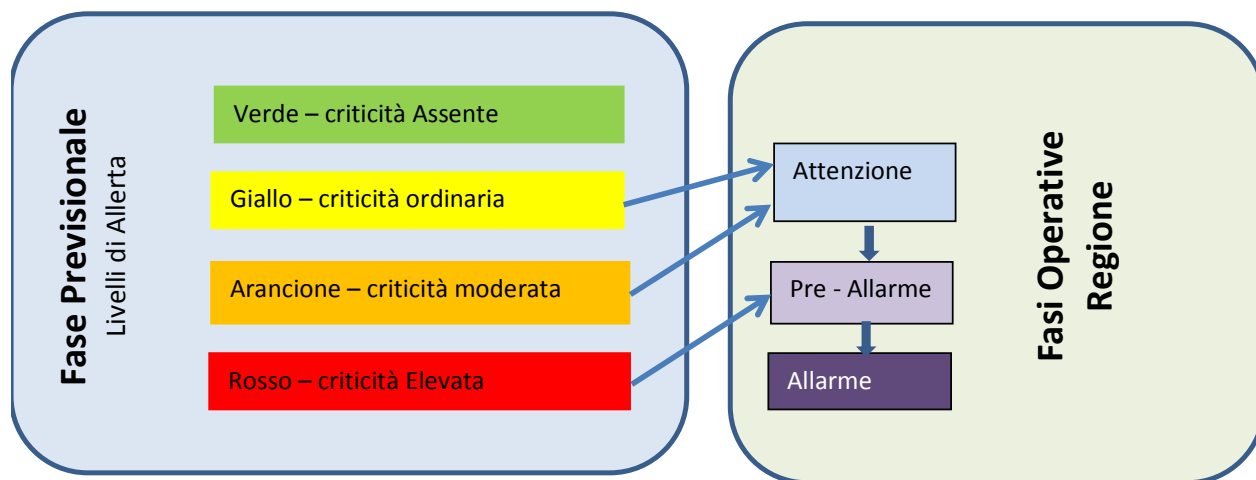 Fase Previsionale
Livelli di Allerta
Verde – criticità Assente
Giallo – criticità ordinaria
Arancione – criticità moderata
Rosso – criticità Elevata
Attenzione
Pre - Allarme
Allarme
Fasi Operative
Regione